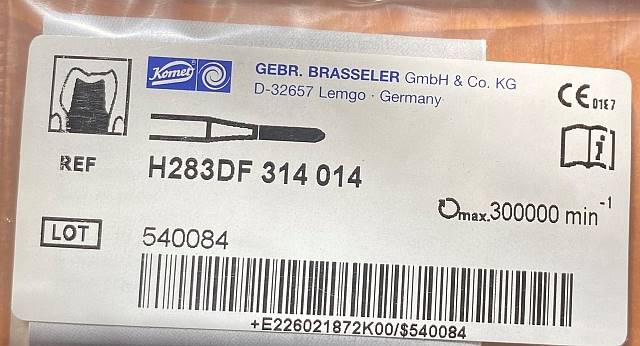 Komet
GEBR. BRASSELER GmbH & Co. KG
D-32657 Lemgo · Germany
CE 0197
i
REF
H283DF 314 014
max.300000 min-1
LOT
540084
+E226021872K00/$540084